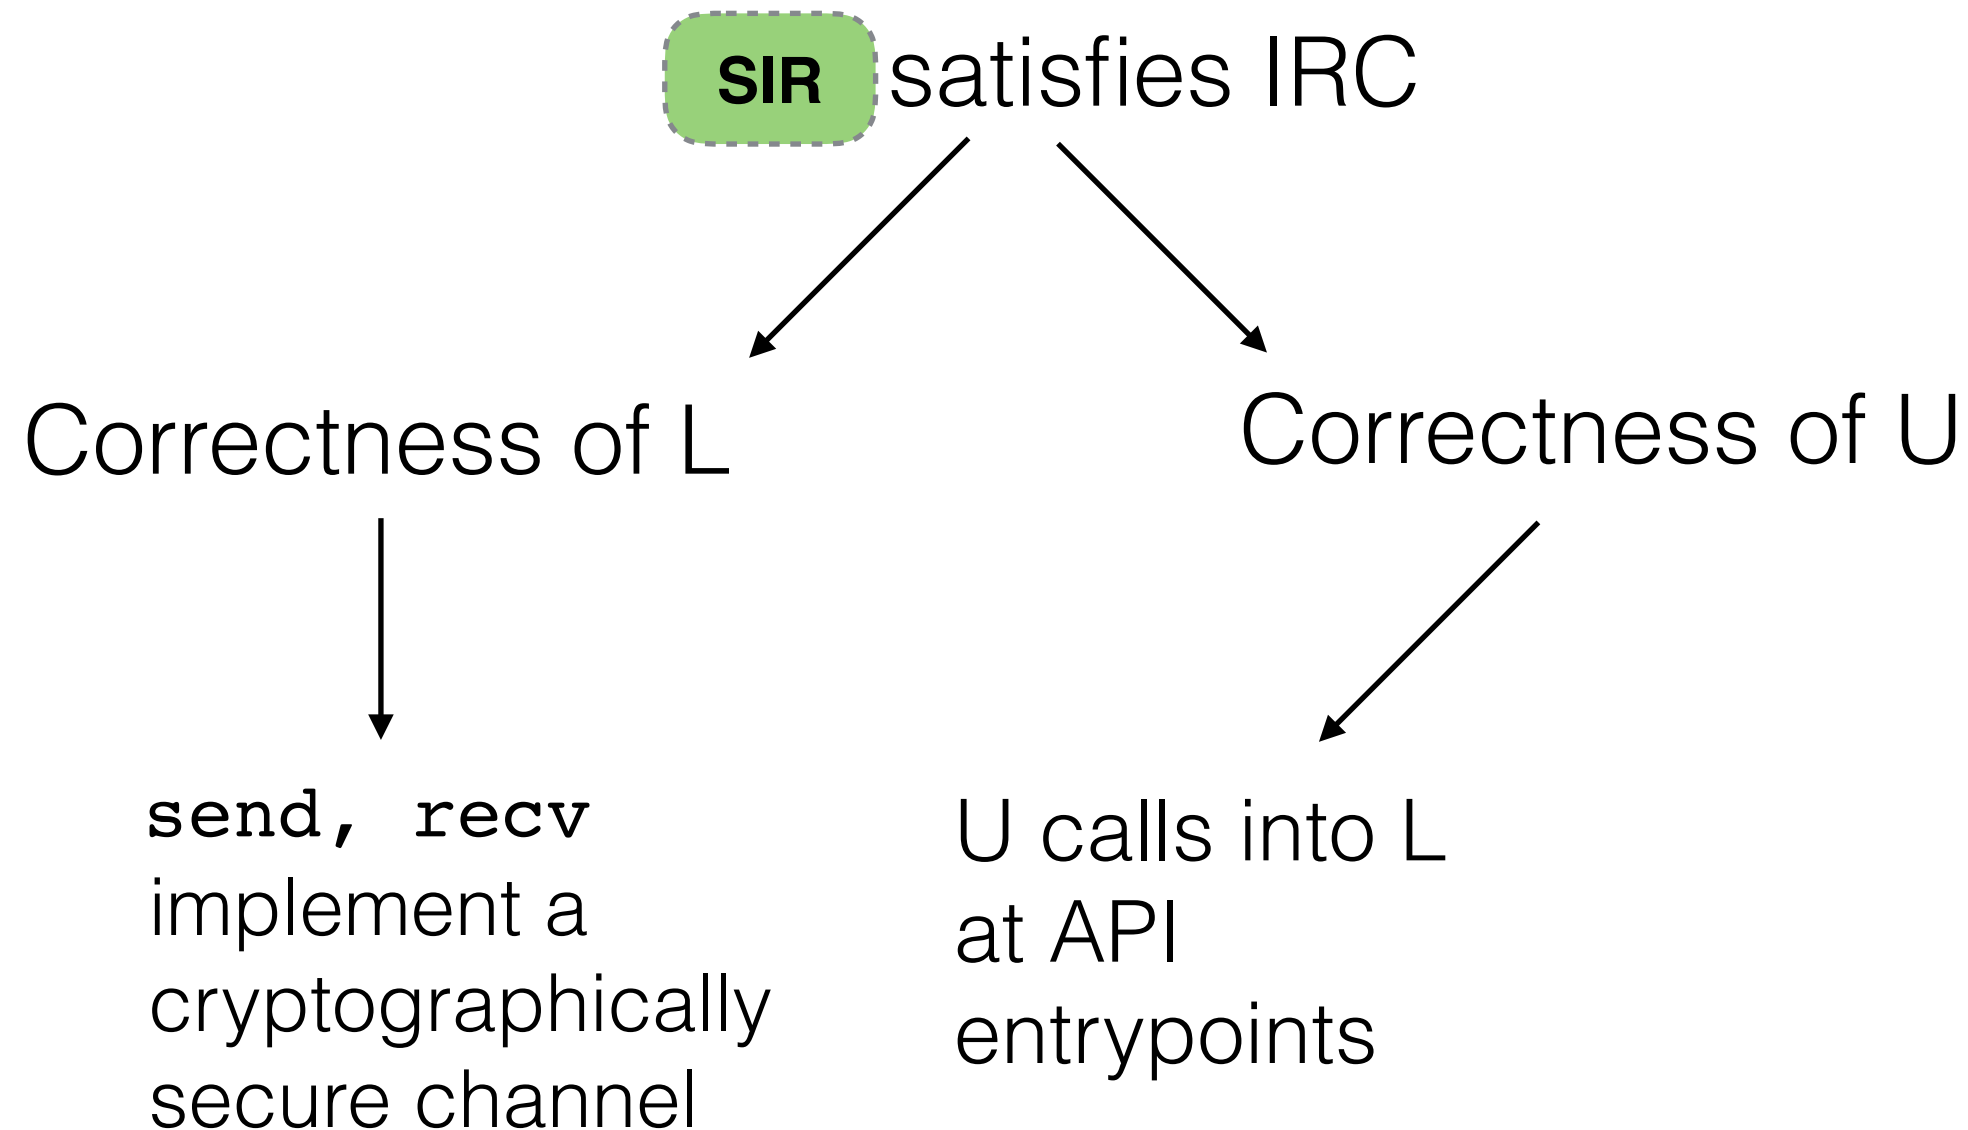 SIR satisfies IRC
Correctness of L
Correctness of U
send, recv
implement a
cryptographically
secure channel
U calls into L
at API
entrypoints